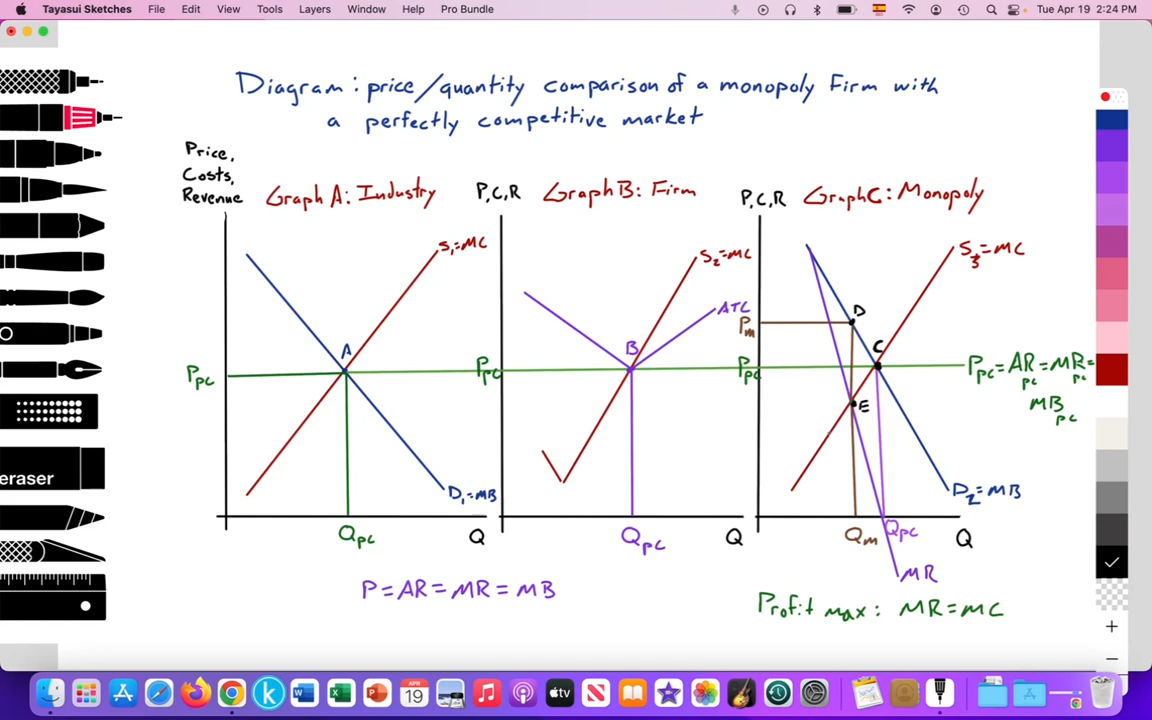 Tayasui Sketches File Edit View Tools Layers Window Help Pro Bundle Tue Apr 19 2:24 PM
Diagram: price/quantity comparison of a monopoly Firm with
a perfectly competitive market
Price,
Costs,
Revenue
Graph A: Industry
P,C,R
Graph B: Firm
P,C,R
Graph C: Monopoly
S1=MC
A
Ppc
D1=MB
Qpc
Q
S2=MC
ATC
B
Ppc
Qpc
Q
S3=MC
D
Pm
C
Ppc
Ppc=ARpc=MRpc=
MBpc
E
D2=MB
Qm
Qpc
Q
MR
P=AR=MR=MB
Profit max: MR=MC
eraser
APR
19
tv